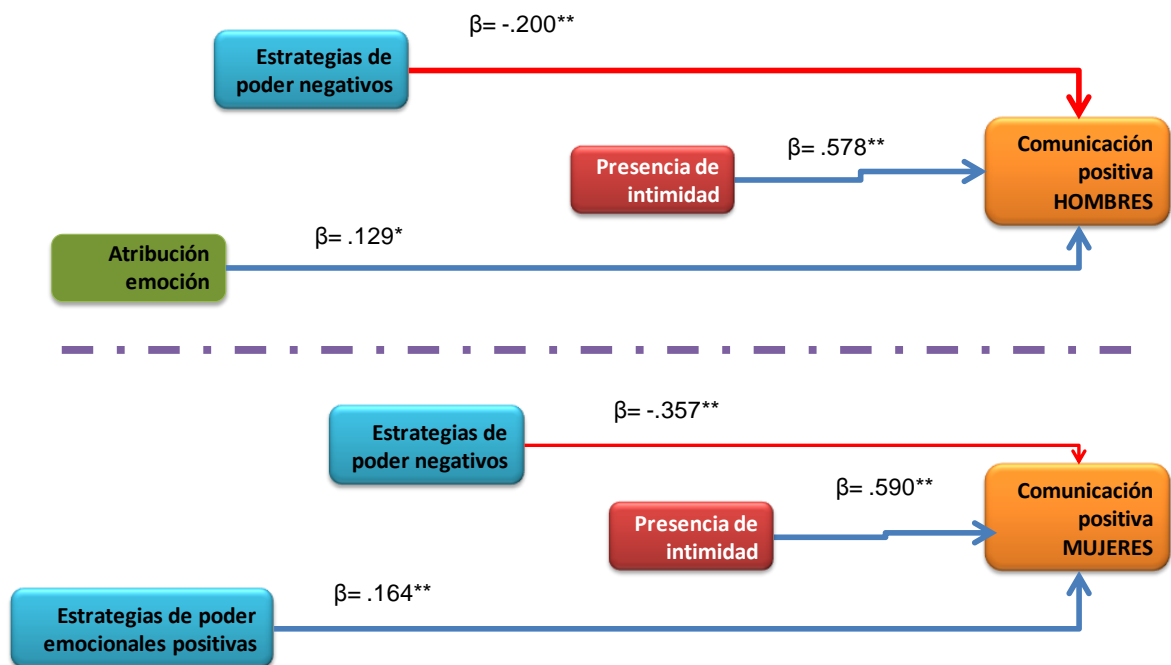 β= -.200**
Estrategias de
poder negativos
β= .578**
Presencia de
intimidad
Comunicación
positiva
HOMBRES
β= .129*
Atribución
emoción
β= -.357**
Estrategias de
poder negativos
β= .590**
Presencia de
intimidad
Comunicación
positiva
MUJERES
β= .164**
Estrategias de poder
emocionales positivas